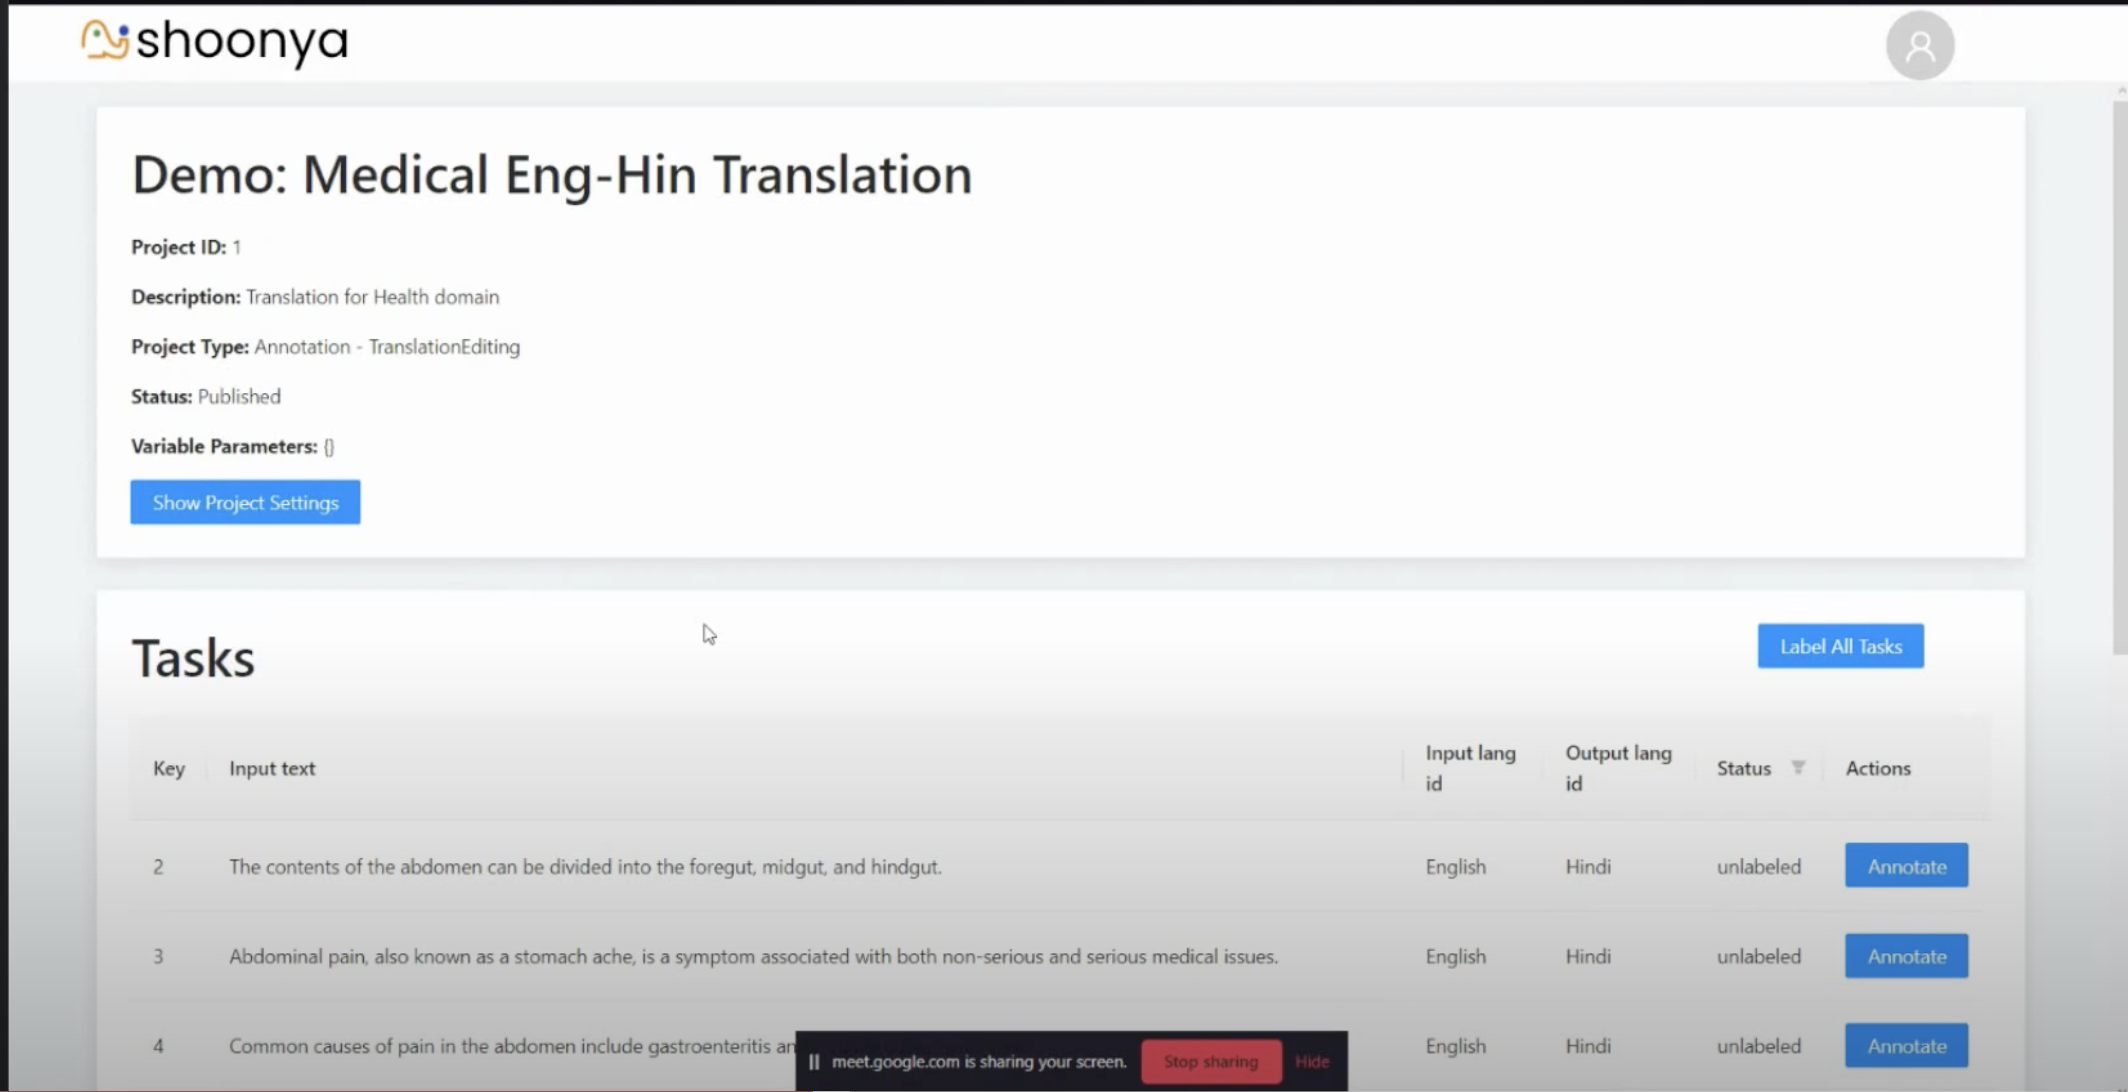 shoonya
Demo: Medical Eng-Hin Translation
Project ID: 1
Description: Translation for Health domain
Project Type: Annotation - TranslationEditing
Status: Published
Variable Parameters: {}
Show Project Settings
Tasks
Label All Tasks
Key Input text Input lang id Output lang id Status Actions
2 The contents of the abdomen can be divided into the foregut, midgut, and hindgut. English Hindi unlabeled Annotate
3 Abdominal pain, also known as a stomach ache, is a symptom associated with both non-serious and serious medical issues. English Hindi unlabeled Annotate
4 Common causes of pain in the abdomen include gastroenteritis English Hindi unlabeled Annotate
meet.google.com is sharing your screen. Stop sharing Hide